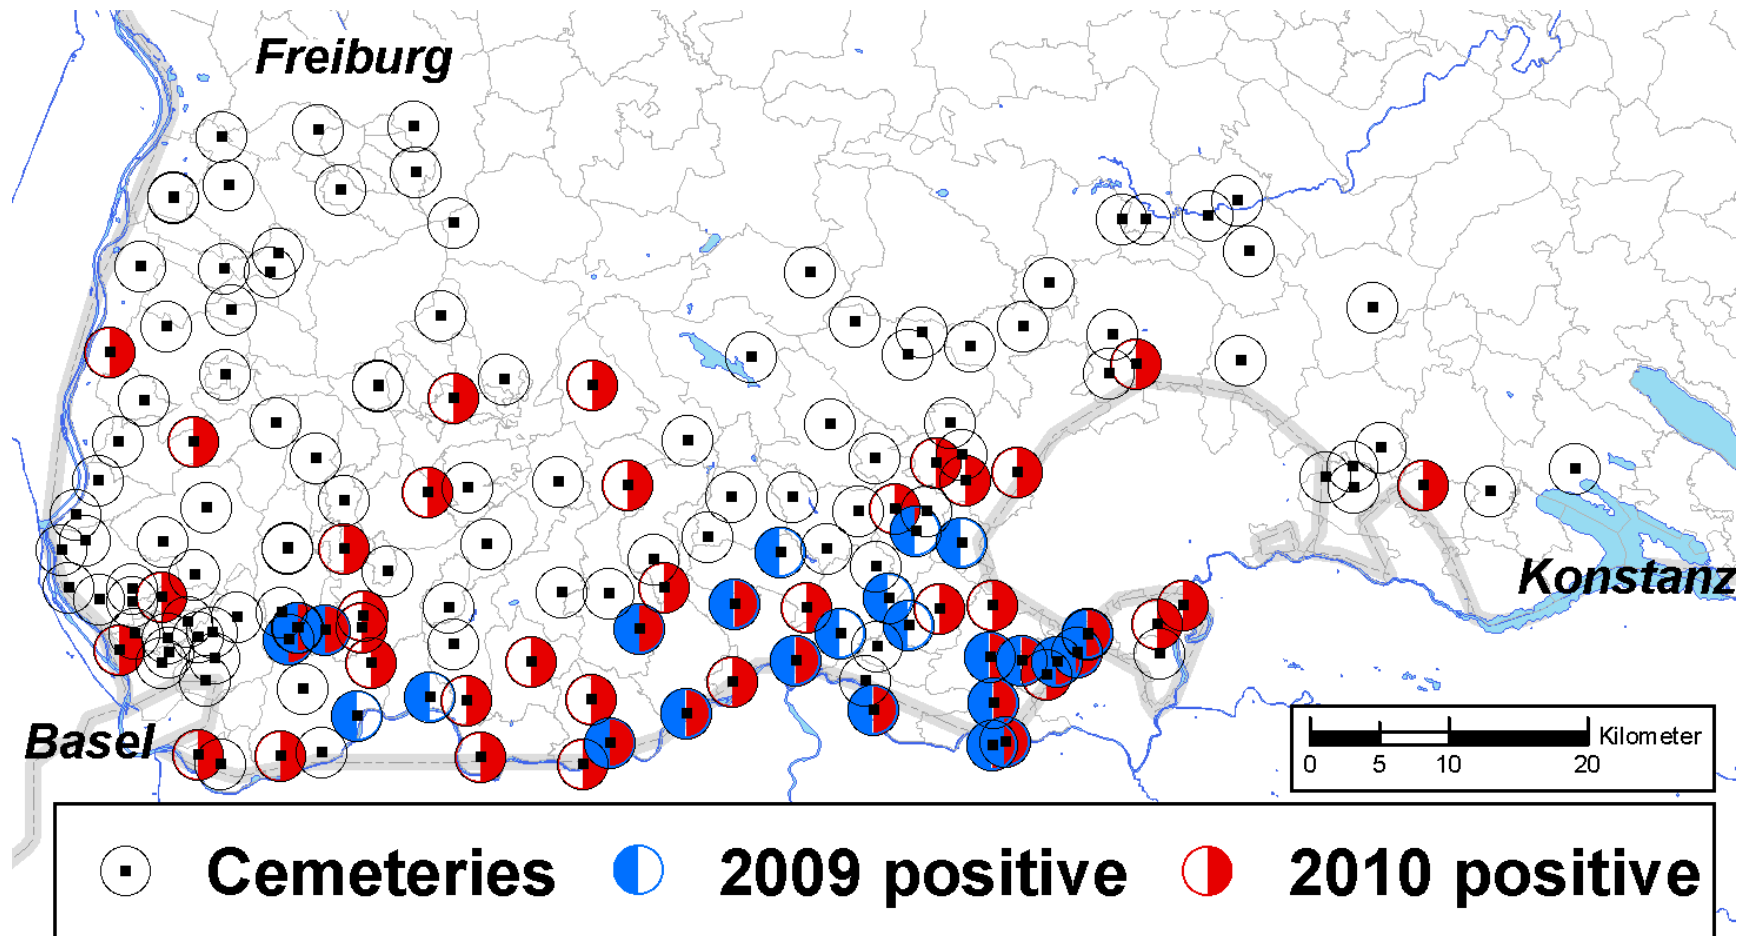 Freiburg
Konstanz
Basel
Kilometer
0 5 10 20
Cemeteries 2009 positive 2010 positive